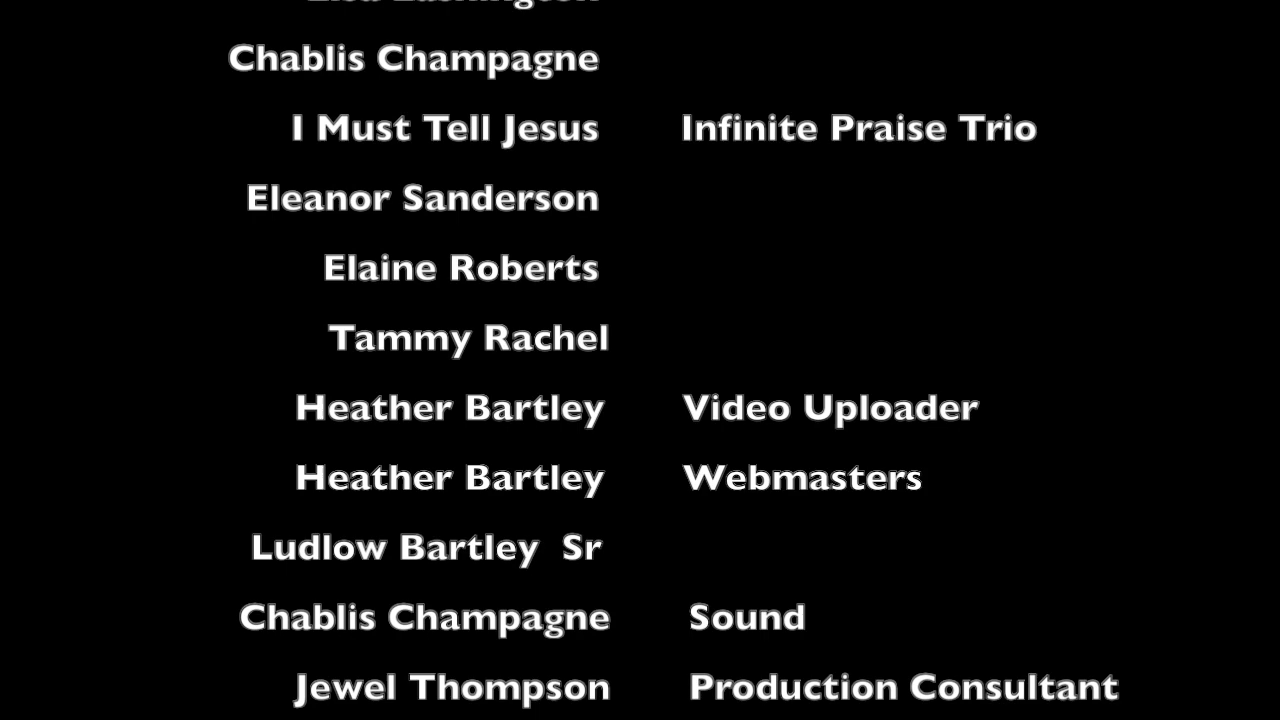 Chablis Champagne
I Must Tell Jesus Infinite Praise Trio
Eleanor Sanderson
Elaine Roberts
Tammy Rachel
Heather Bartley Video Uploader
Heather Bartley Webmasters
Ludlow Bartley Sr
Chablis Champagne Sound
Jewel Thompson Production Consultant